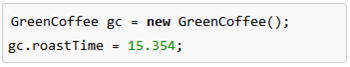 GreenCoffee gc = new GreenCoffee();
gc.roastTime = 15.354;